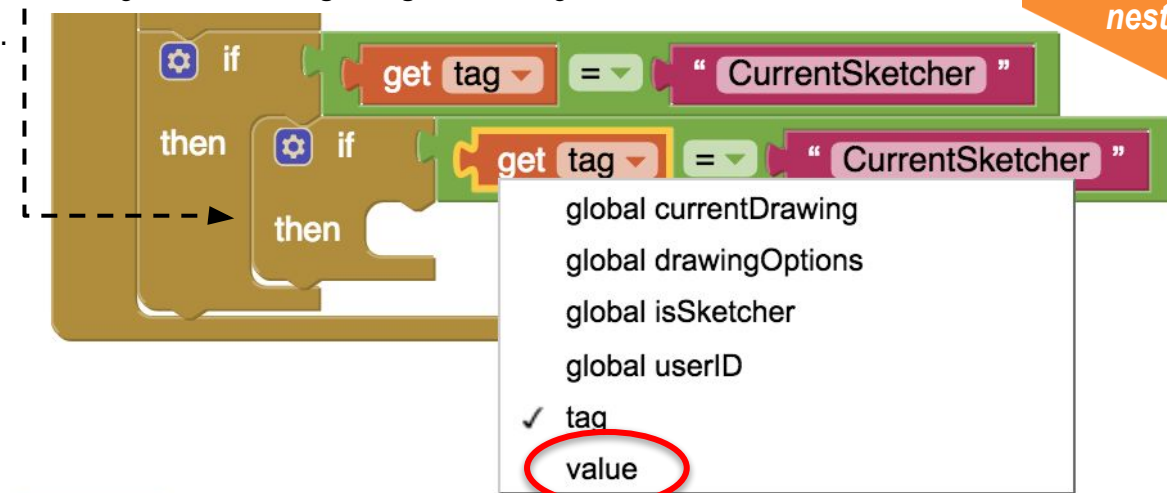 nest
.
if get tag = " CurrentSketcher "
then if get tag = " CurrentSketcher "
global currentDrawing
then global drawingOptions
global isSketcher
global userID
✓ tag
value